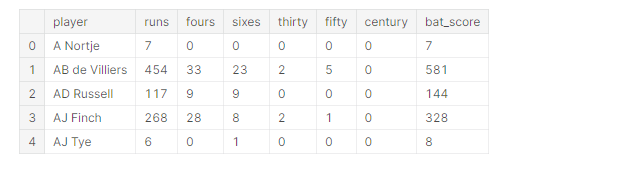 player runs fours sixes thirty fifty century bat_score
0 A Nortje 7 0 0 0 0 0 7
1 AB de Villiers 454 33 23 2 5 0 581
2 AD Russell 117 9 9 0 0 0 144
3 AJ Finch 268 28 8 2 1 0 328
4 AJ Tye 6 0 1 0 0 0 8